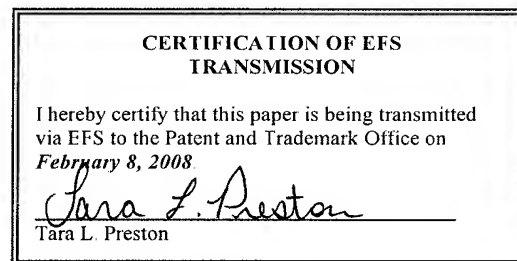 CERTIFICATION OF EFS
TRANSMISSION
I hereby certify that this paper is being transmitted
via EFS to the Patent and Trademark Office on
February 8, 2008.
Tara L. Preston
Tara L. Preston